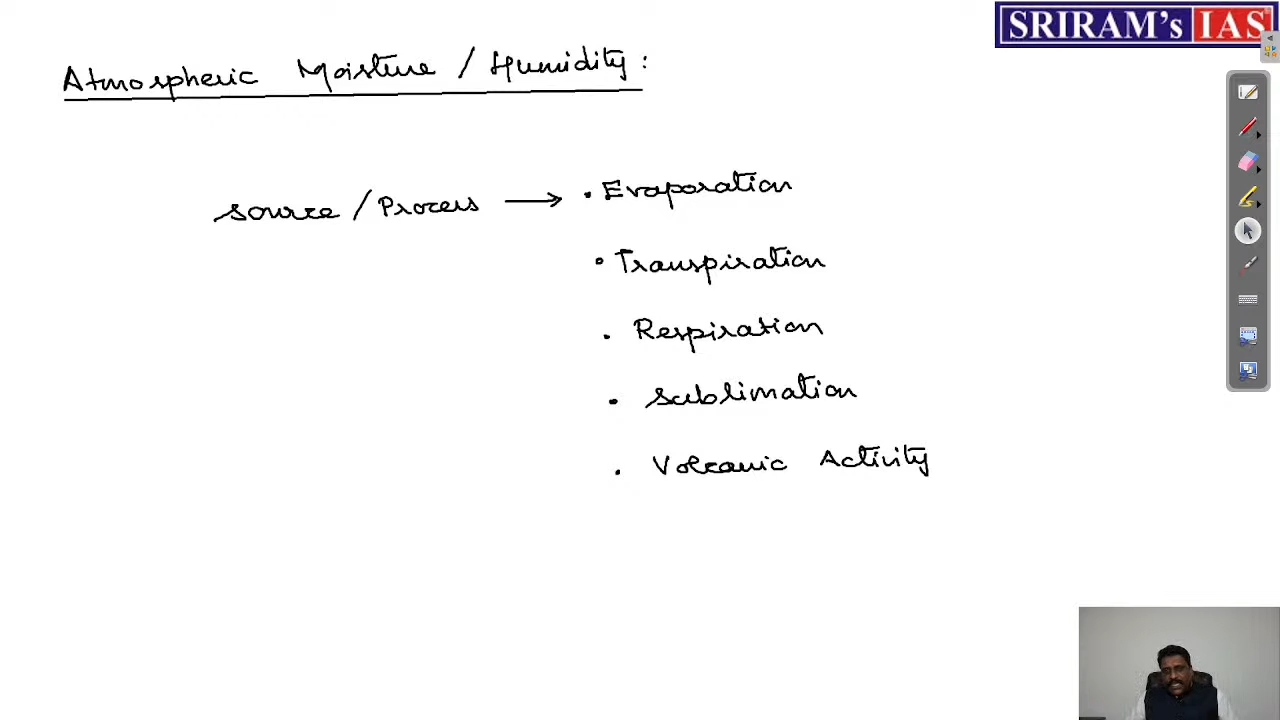 SRIRAM's IAS
Atmospheric Moisture / Humidity :
Source / Process → • Evaporation
• Transpiration
• Respiration
• Sublimation
• Volcanic Activity